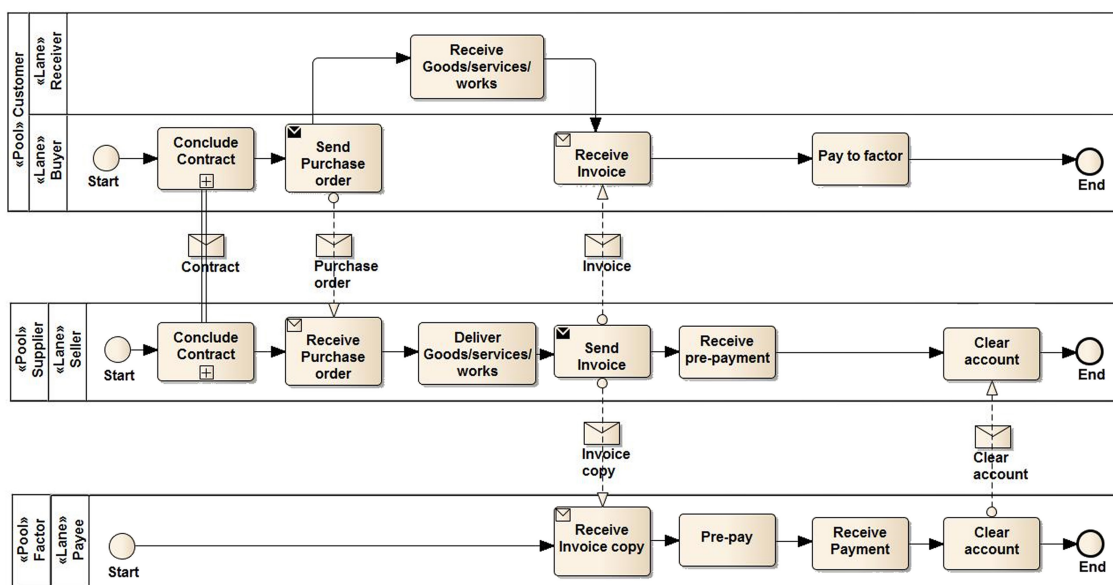 «Pool» Customer
«Lane»
Receiver
Receive
Goods/services/
works
«Lane»
Buyer
Start
Conclude
Contract
Send
Purchase
order
Receive
Invoice
Pay to factor
End
Contract
Purchase
order
Invoice
«Pool»
Supplier
«Lane»
Seller
Start
Conclude
Contract
Receive
Purchase
order
Deliver
Goods/services/
works
Send
Invoice
Receive
pre-payment
Clear
account
End
Invoice
copy
Clear
account
«Pool»
Factor
«Lane»
Payee
Start
Receive
Invoice copy
Pre-pay
Receive
Payment
Clear
account
End